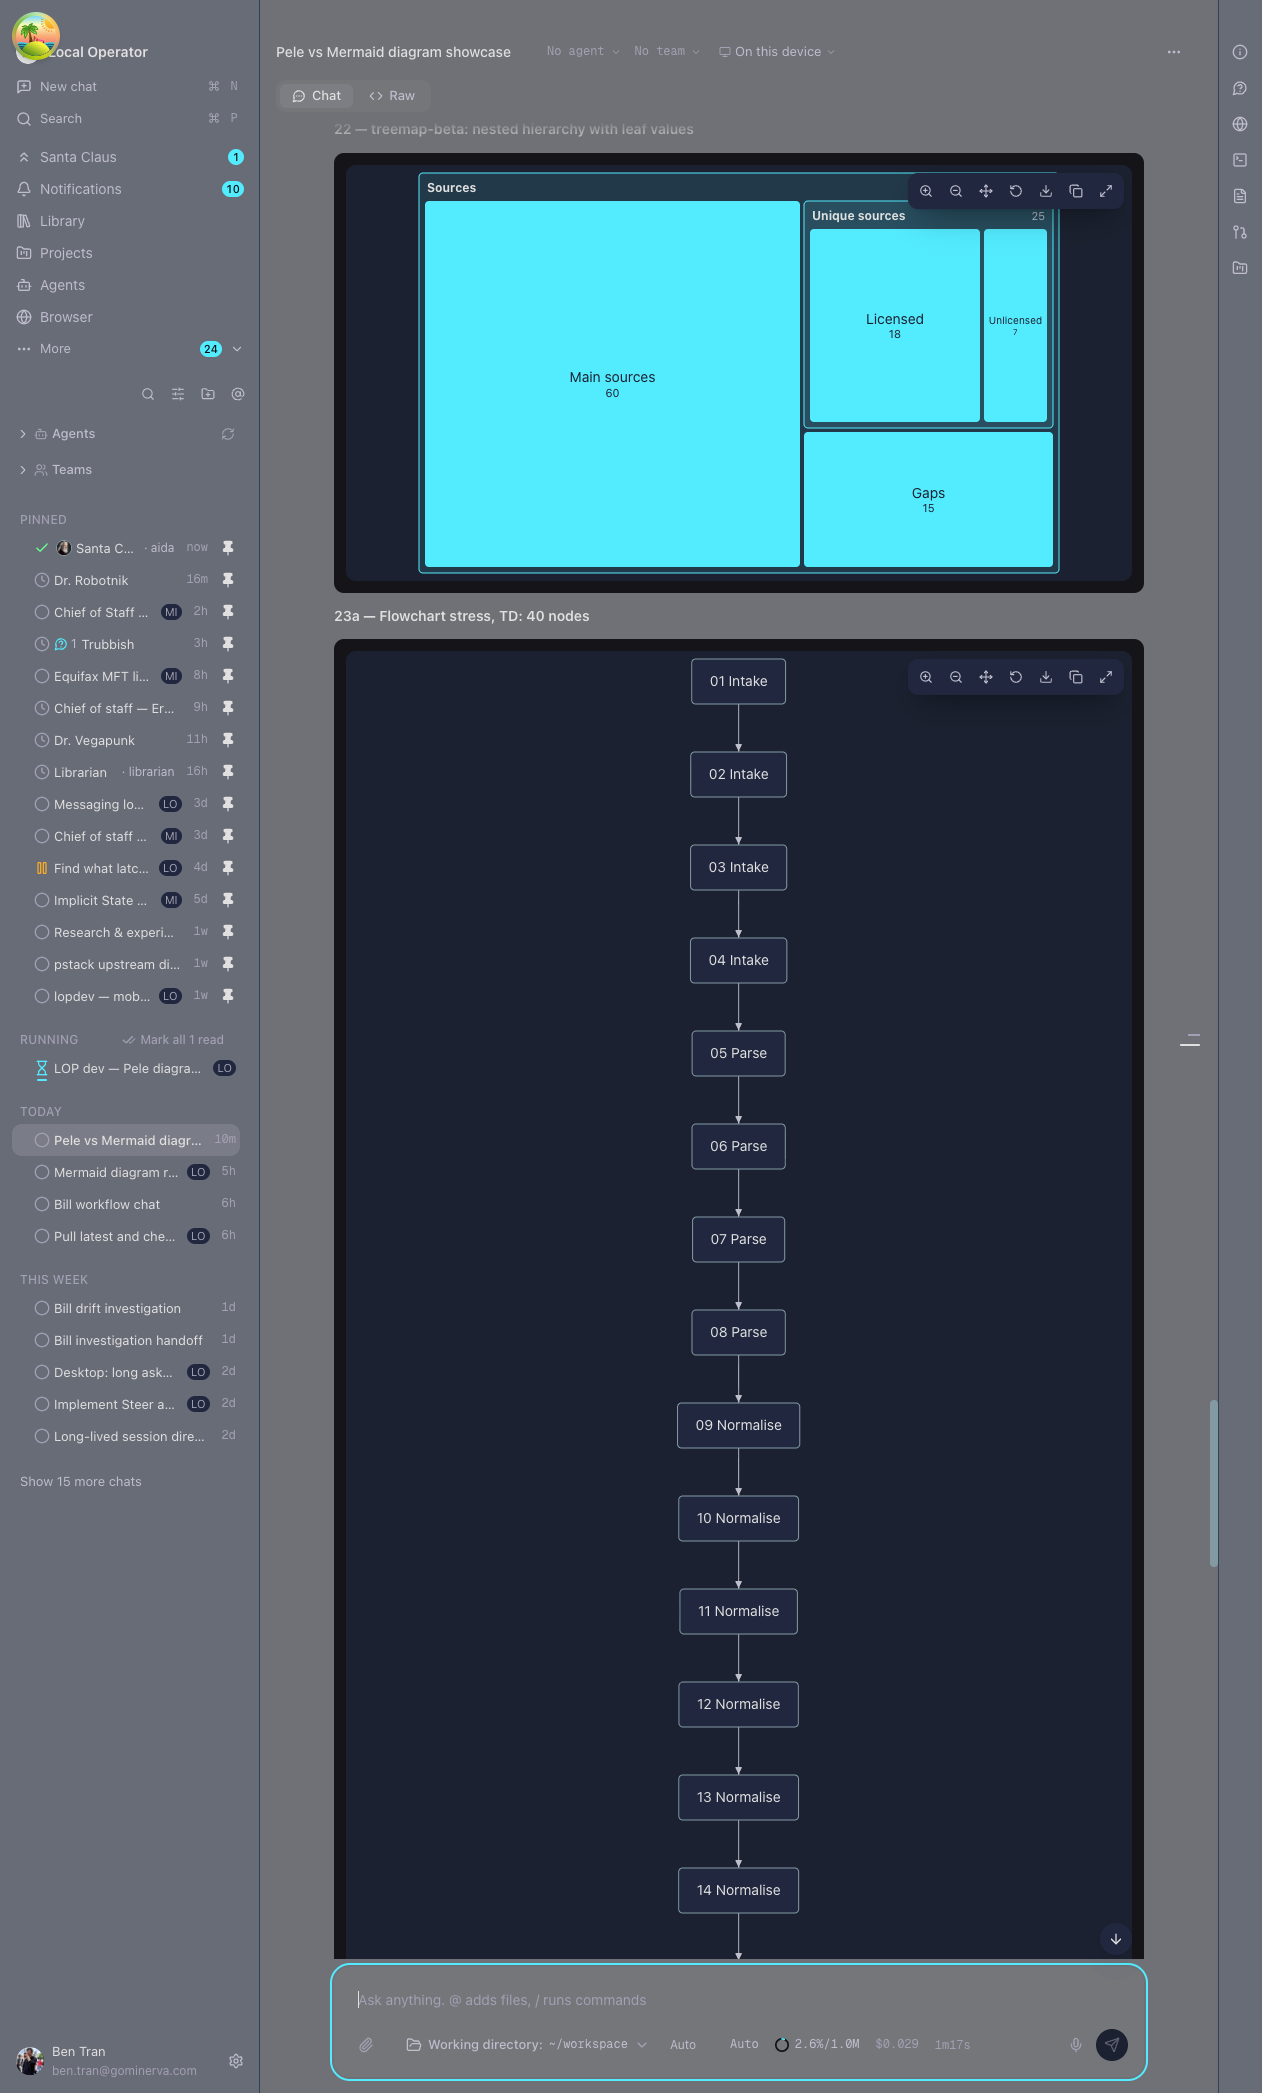 Local Operator
New chat ⌘ N
Search ⌘ P
Santa Claus 1
Notifications 10
Library
Projects
Agents
Browser
More 24
Agents
Teams
PINNED
Santa C... · aida now
Dr. Robotnik 16m
Chief of Staff ... MI 2h
1 Trubbish 3h
Equifax MFT li... MI 8h
Chief of staff — Er... 9h
Dr. Vegapunk 11h
Librarian · librarian 16h
Messaging lo... LO 3d
Chief of staff ... MI 3d
Find what latc... LO 4d
Implicit State ... MI 5d
Research & experi... 1w
pstack upstream di... 1w
lopdev — mob... LO 1w
RUNNING Mark all 1 read
LOP dev — Pele diagra... LO
TODAY
Pele vs Mermaid diagr... 10m
Mermaid diagram r... LO 5h
Bill workflow chat 6h
Pull latest and che... LO 6h
THIS WEEK
Bill drift investigation 1d
Bill investigation handoff 1d
Desktop: long ask... LO 2d
Implement Steer a... LO 2d
Long-lived session dire... 2d
Show 15 more chats
Ben Tran
ben.tran@gominerva.com
Pele vs Mermaid diagram showcase No agent No team On this device
Chat Raw
22 — treemap-beta: nested hierarchy with leaf values
Sources
Unique sources 25
Main sources
60
Licensed
18
Unlicensed
7
Gaps
15
23a — Flowchart stress, TD: 40 nodes
01 Intake
02 Intake
03 Intake
04 Intake
05 Parse
06 Parse
07 Parse
08 Parse
09 Normalise
10 Normalise
11 Normalise
12 Normalise
13 Normalise
14 Normalise
Ask anything. @ adds files, / runs commands
Working directory: ~/workspace Auto Auto 2.6%/1.0M $0.029 1m17s